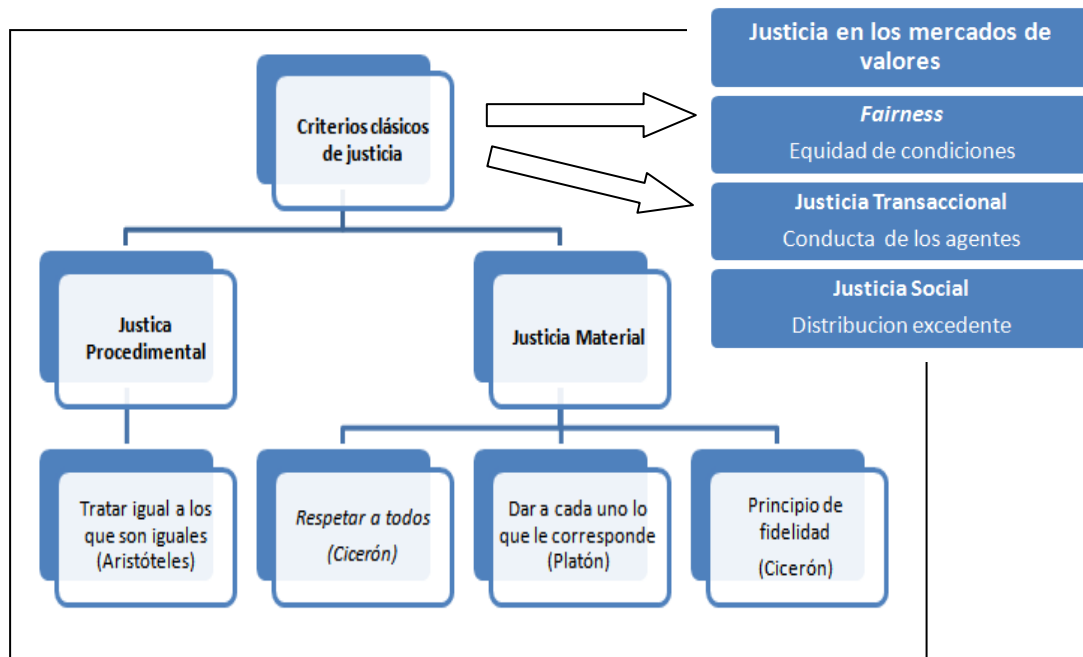 Justicia en los mercados de
valores
Fairness
Equidad de condiciones
Justicia Transaccional
Conducta de los agentes
Justicia Social
Distribucion excedente
Criterios clásicos
de justicia
Justica
Procedimental
Justicia Material
Tratar igual a los
que son iguales
(Aristóteles)
Respetar a todos
(Cicerón)
Dar a cada uno lo
que le corresponde
(Platón)
Principio de
fidelidad
(Cicerón)